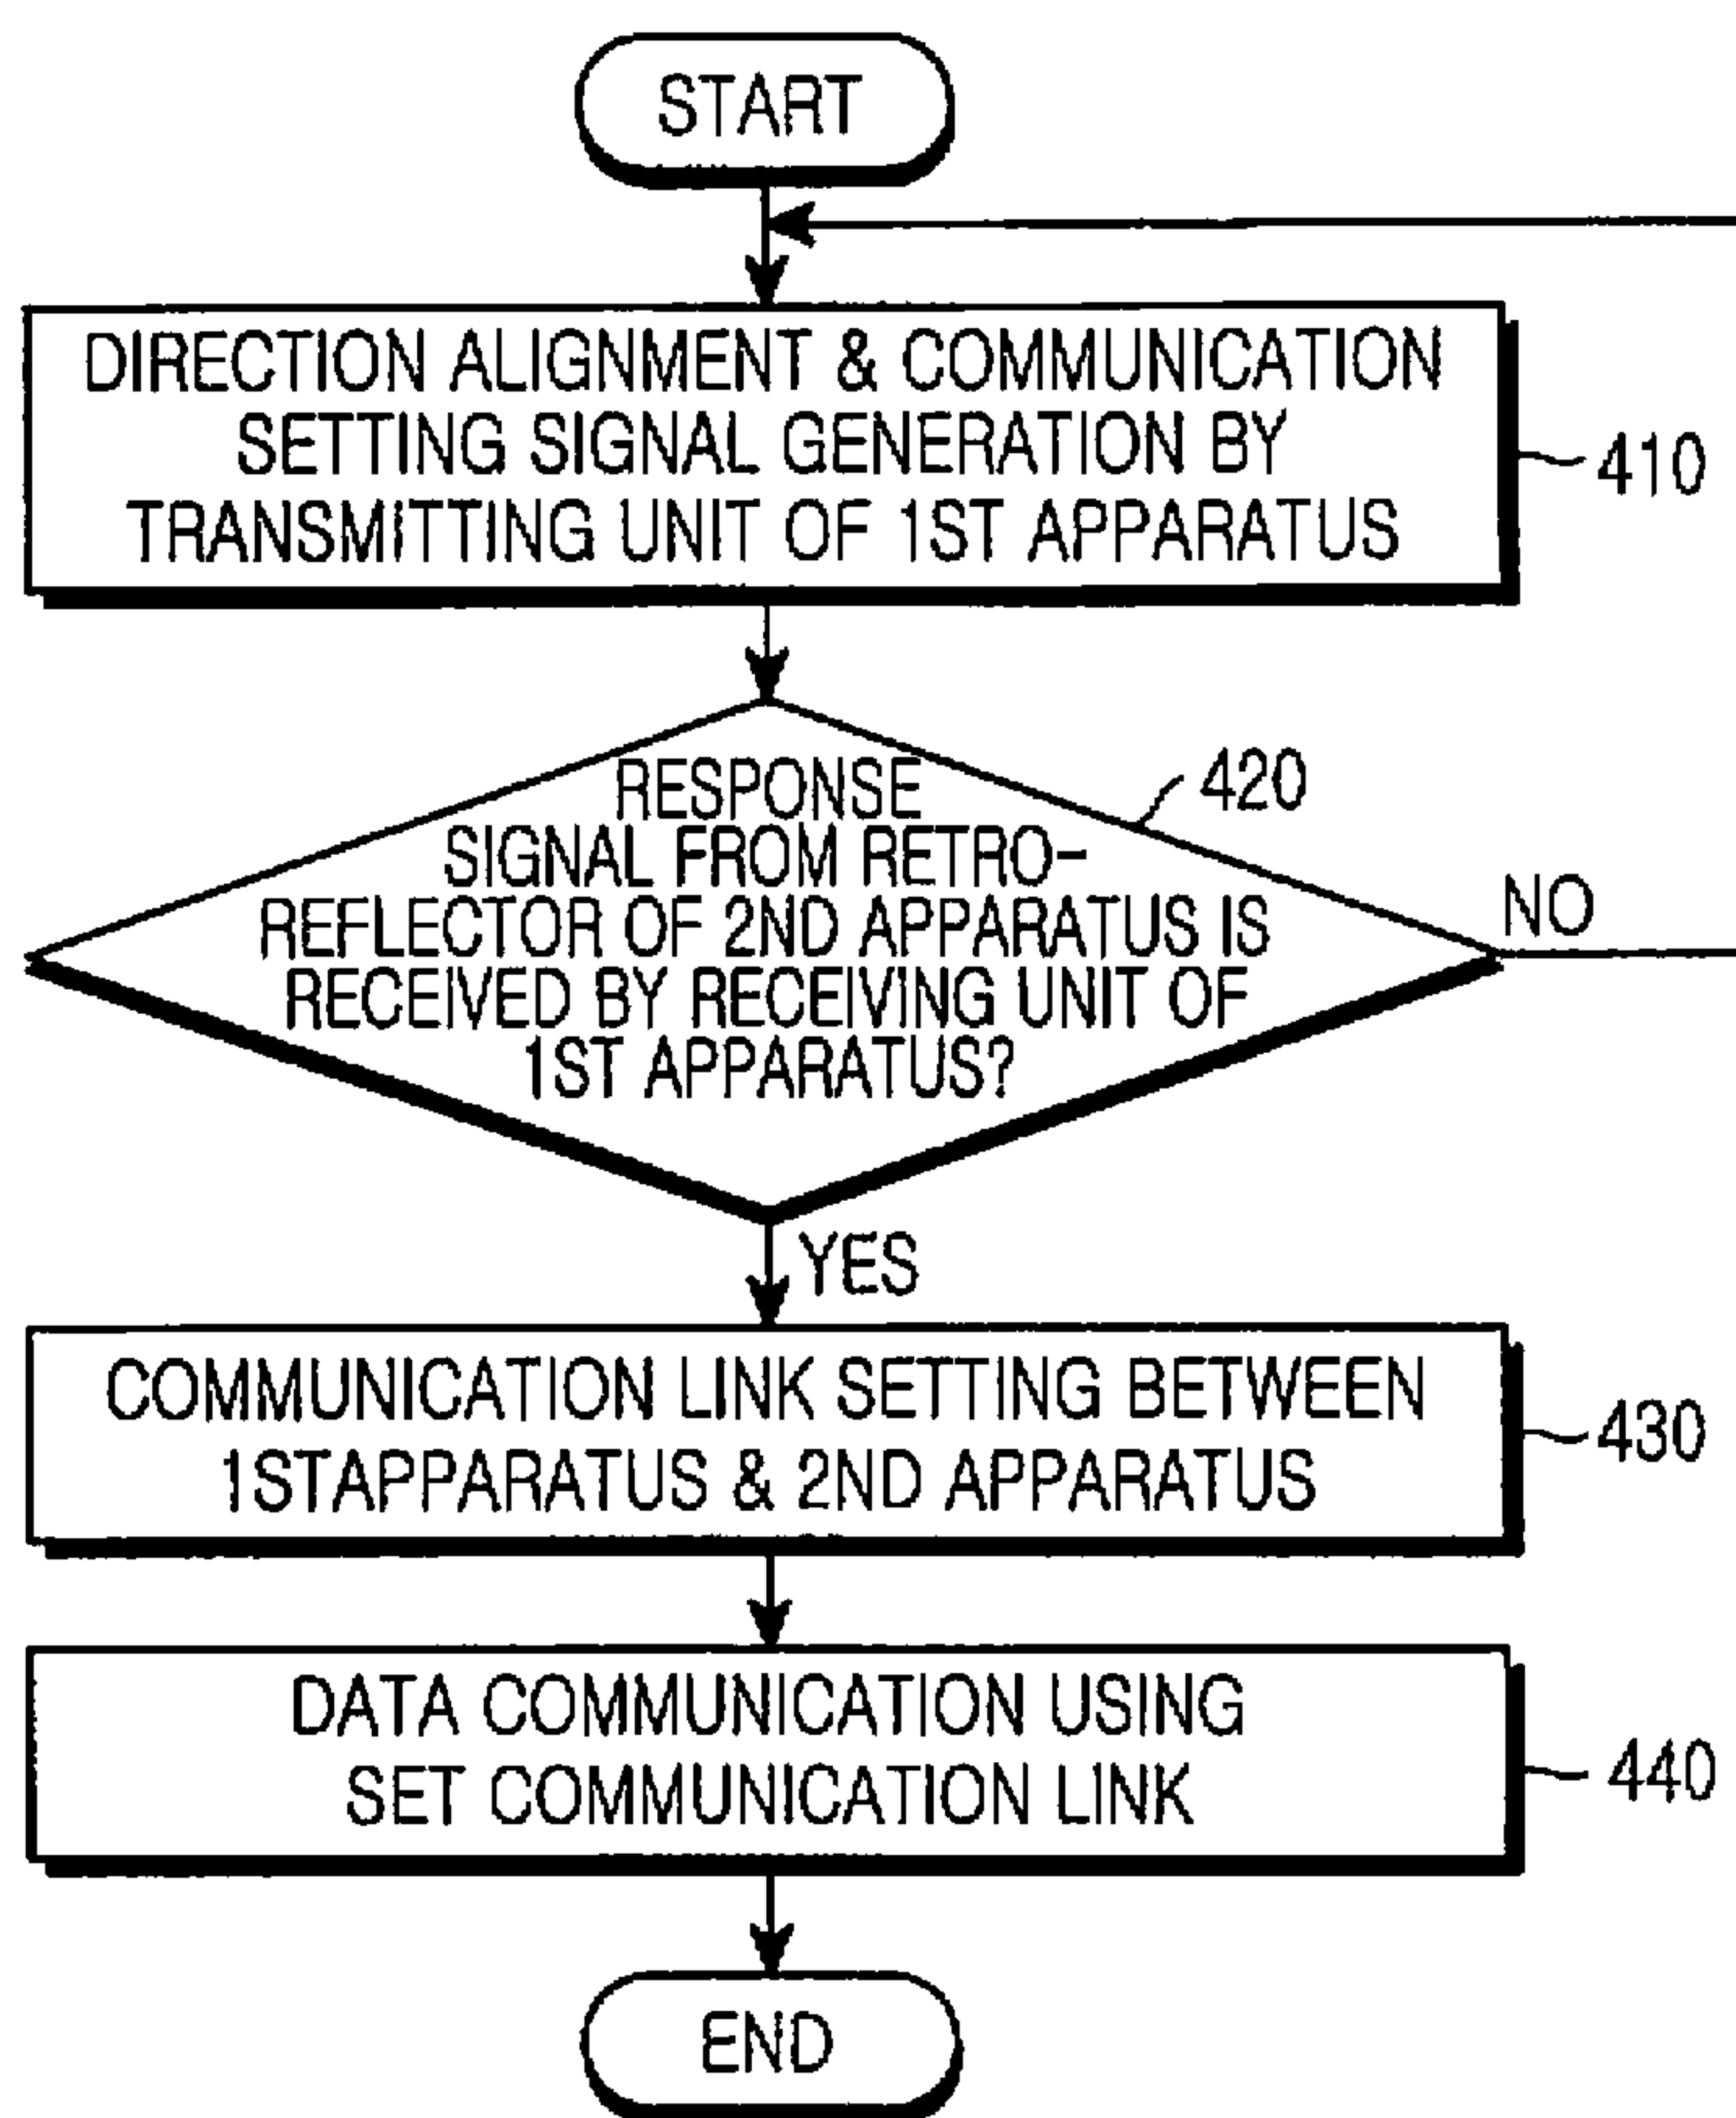 START
DIRECTION ALIGNMENT & COMMUNICATION
SETTING SIGNAL GENERATION BY
TRANSMITTING UNIT OF 1ST APPARATUS
410
RESPONSE
SIGNAL FROM RETRO-
REFLECTOR OF 2ND APPARATUS IS
RECEIVED BY RECEIVING UNIT OF
1ST APPARATUS?
420
NO
YES
COMMUNICATION LINK SETTING BETWEEN
1STAPPARATUS & 2ND APPARATUS
430
DATA COMMUNICATION USING
SET COMMUNICATION LINK
440
END